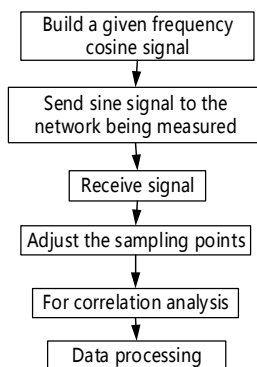 Build a given frequency
cosine signal
Send sine signal to the
network being measured
Receive signal
Adjust the sampling points
For correlation analysis
Data processing